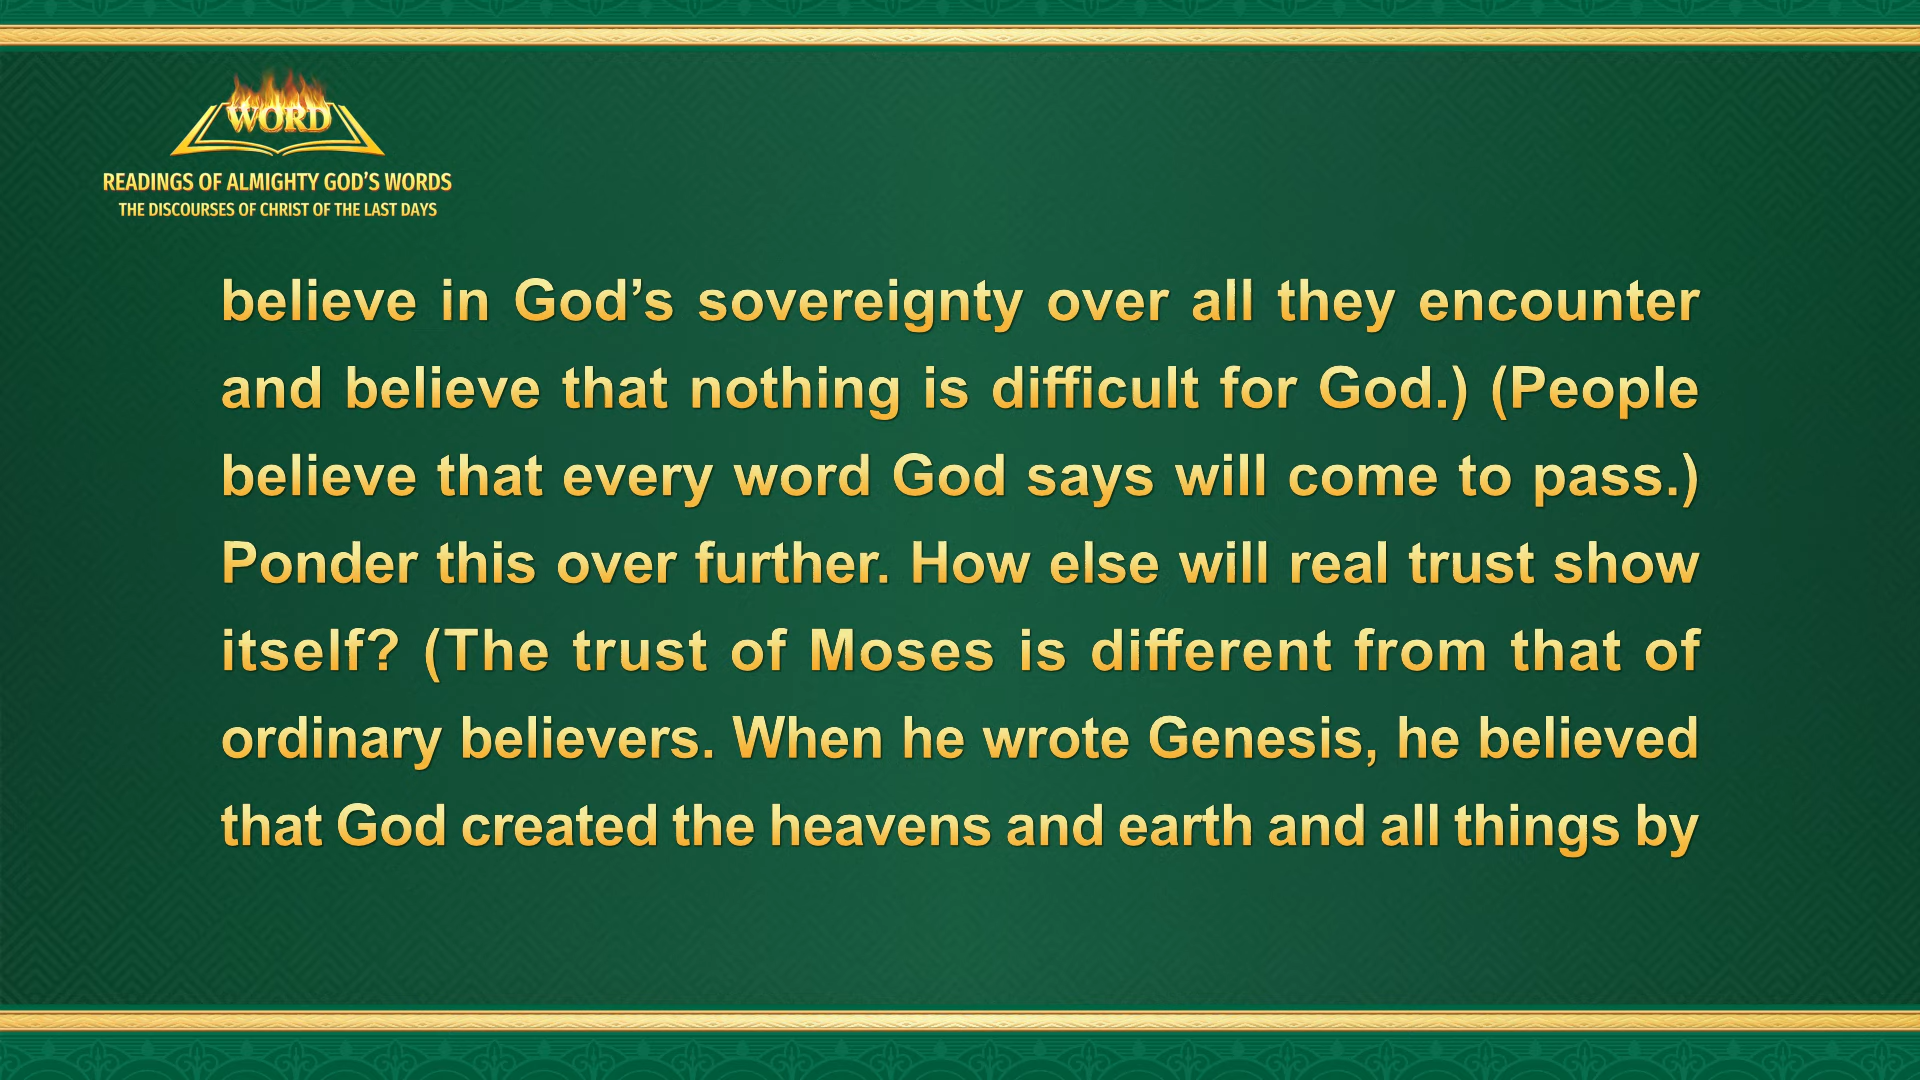 WORD
READINGS OF ALMIGHTY GOD’S WORDS
THE DISCOURSES OF CHRIST OF THE LAST DAYS
believe in God’s sovereignty over all they encounter
and believe that nothing is difficult for God.) (People
believe that every word God says will come to pass.)
Ponder this over further. How else will real trust show
itself? (The trust of Moses is different from that of
ordinary believers. When he wrote Genesis, he believed
that God created the heavens and earth and all things by